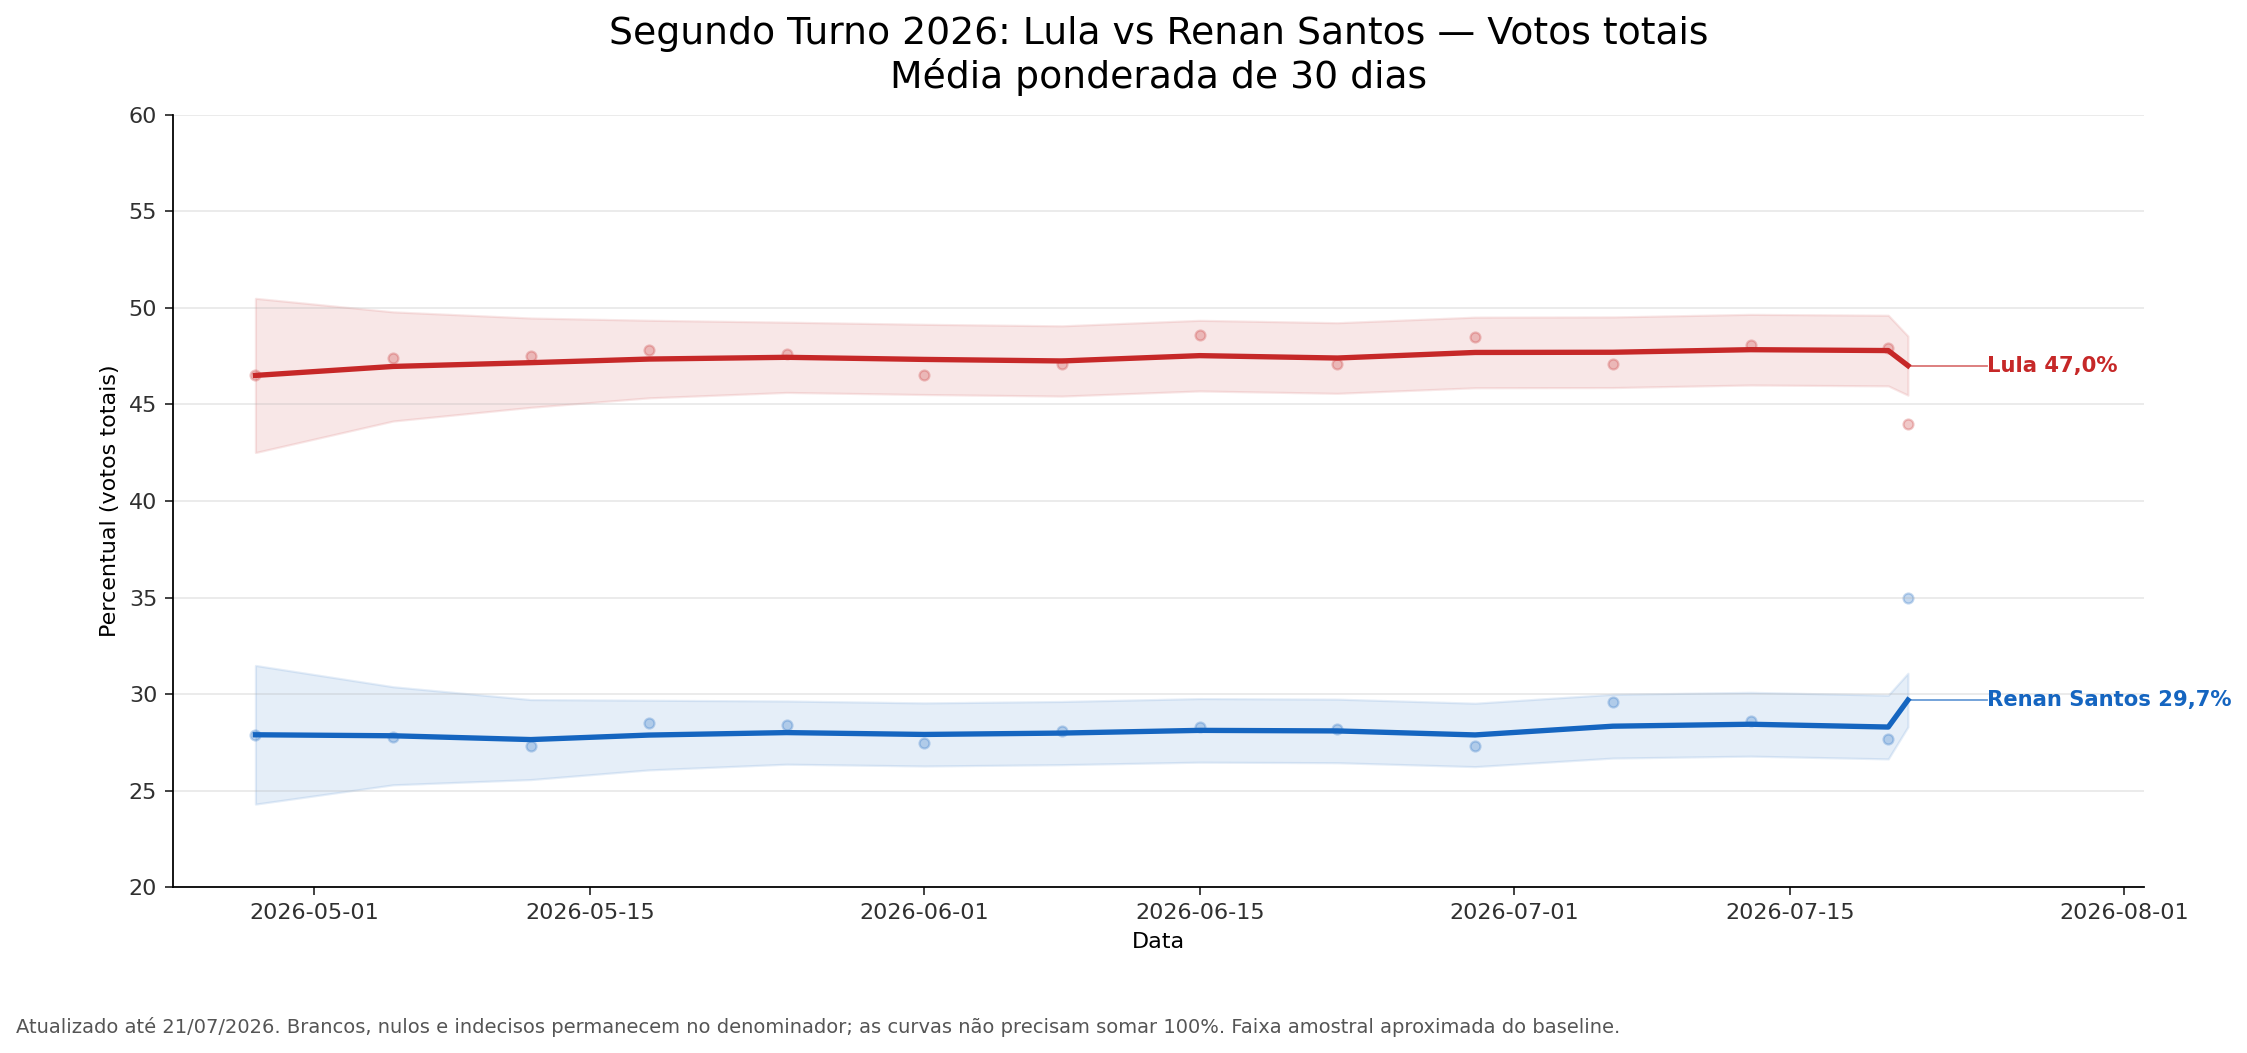 Segundo Turno 2026: Lula vs Renan Santos — Votos totais
Média ponderada de 30 dias
Percentual (votos totais)
60
55
50
45
40
35
30
25
20
Lula 47,0%
Renan Santos 29,7%
2026-05-01
2026-05-15
2026-06-01
2026-06-15
2026-07-01
2026-07-15
2026-08-01
Data
Atualizado até 21/07/2026. Brancos, nulos e indecisos permanecem no denominador; as curvas não precisam somar 100%. Faixa amostral aproximada do baseline.